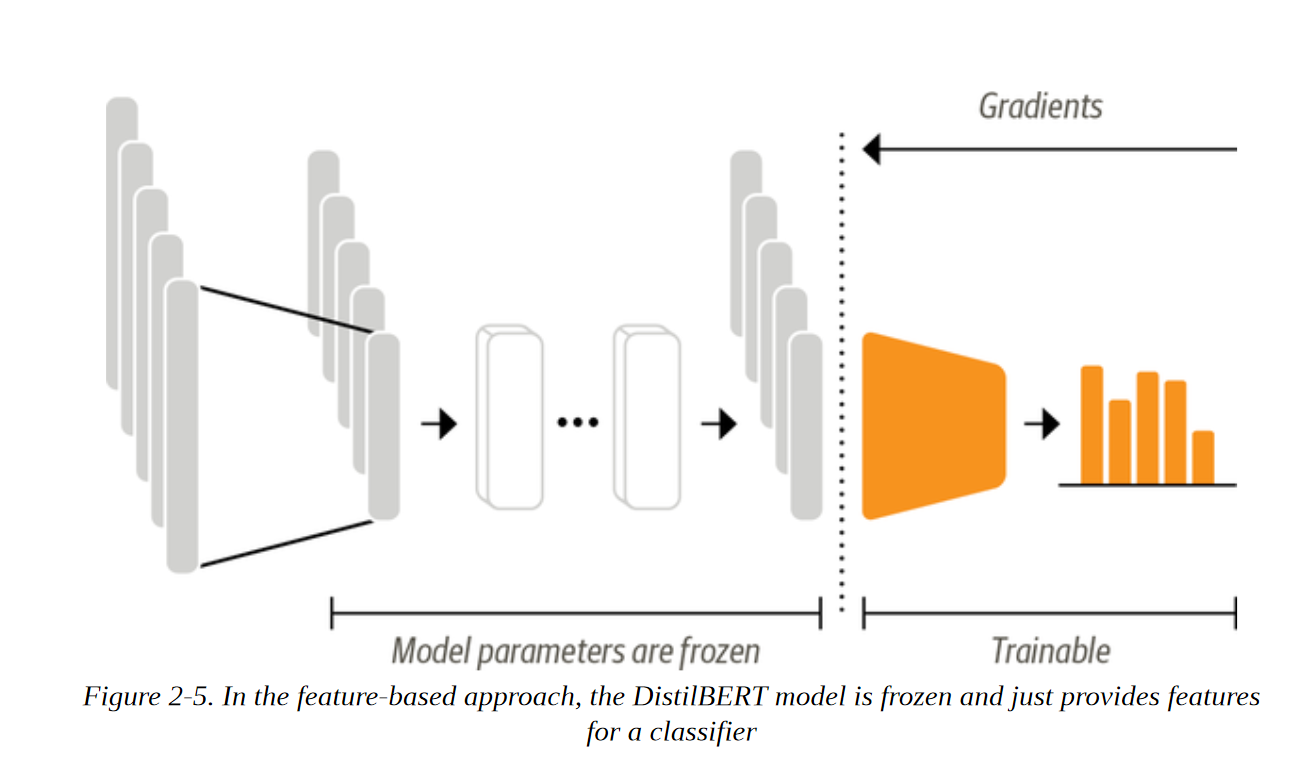 Gradients
Model parameters are frozen
Trainable
Figure 2-5. In the feature-based approach, the DistilBERT model is frozen and just provides features
for a classifier